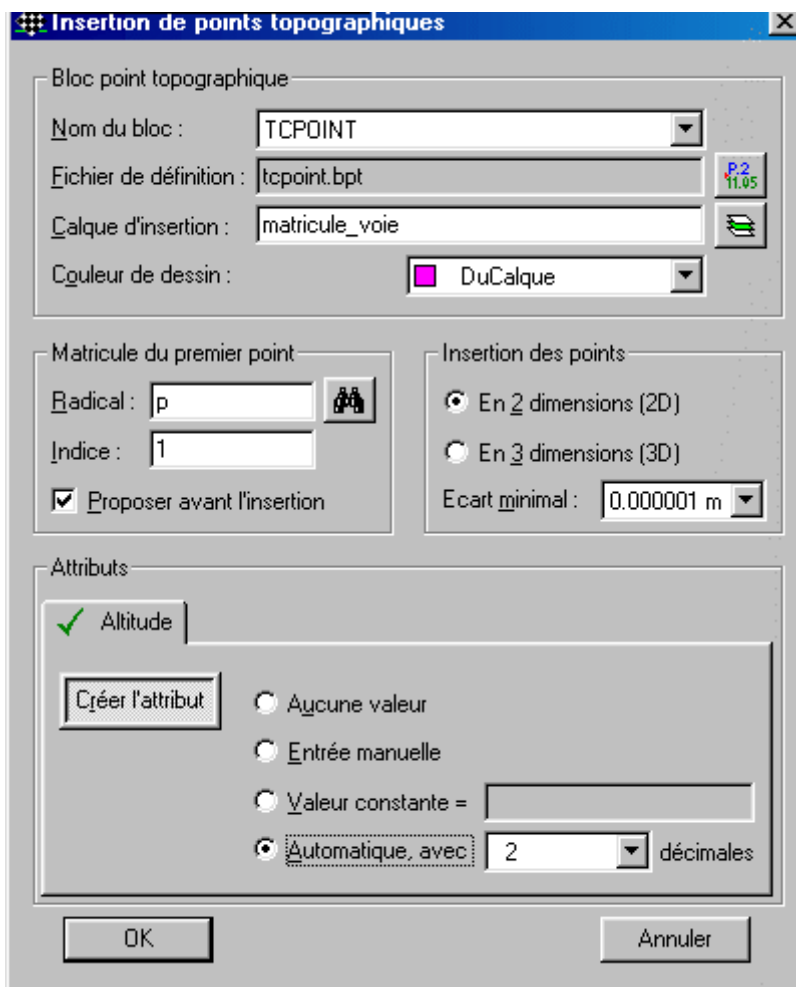 Insertion de points topographiques
Bloc point topographique
Nom du bloc : TCPOINT
Fichier de définition : tcpoint.bpt
P.2
11.05
Calque d'insertion : matricule_voie
Couleur de dessin : DuCalque
Matricule du premier point
Radical : p
Indice : 1
Proposer avant l'insertion
Insertion des points
En 2 dimensions (2D)
En 3 dimensions (3D)
Ecart minimal : 0.000001 m
Attributs
Altitude
Créer l'attribut
Aucune valeur
Entrée manuelle
Valeur constante =
Automatique, avec 2 décimales
OK Annuler